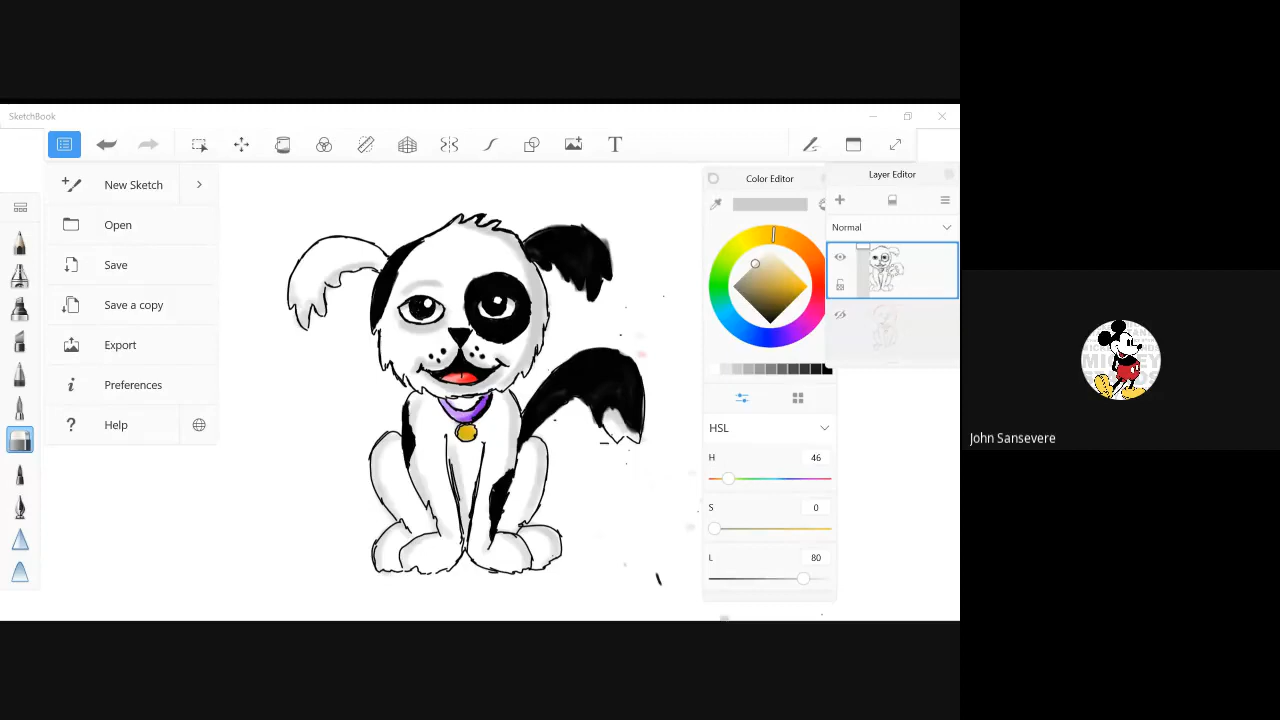 SketchBook
T
New Sketch
Open
Save
Save a copy
Export
Preferences
Help
Color Editor
Layer Editor
Normal
HSL
H 46
S 0
L 80
John Sansevere